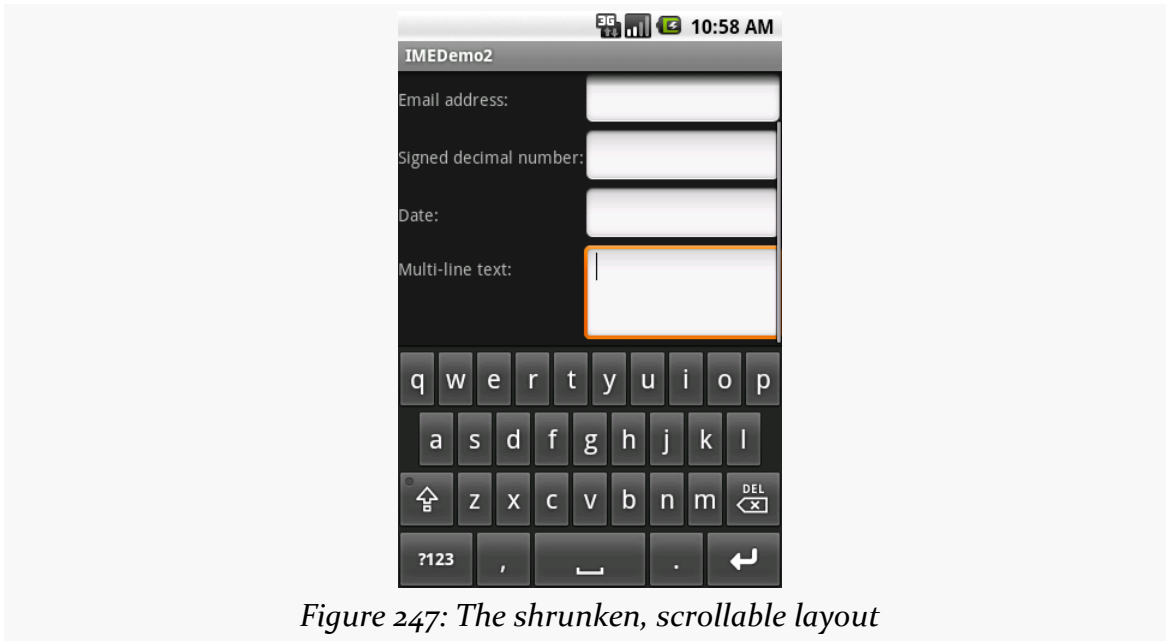 3G 10:58 AM
IMEDemo2
Email address:
Signed decimal number:
Date:
Multi-line text:
q w e r t y u i o p
a s d f g h j k l
z x c v b n m DEL
?123 , .
Figure 247: The shrunken, scrollable layout